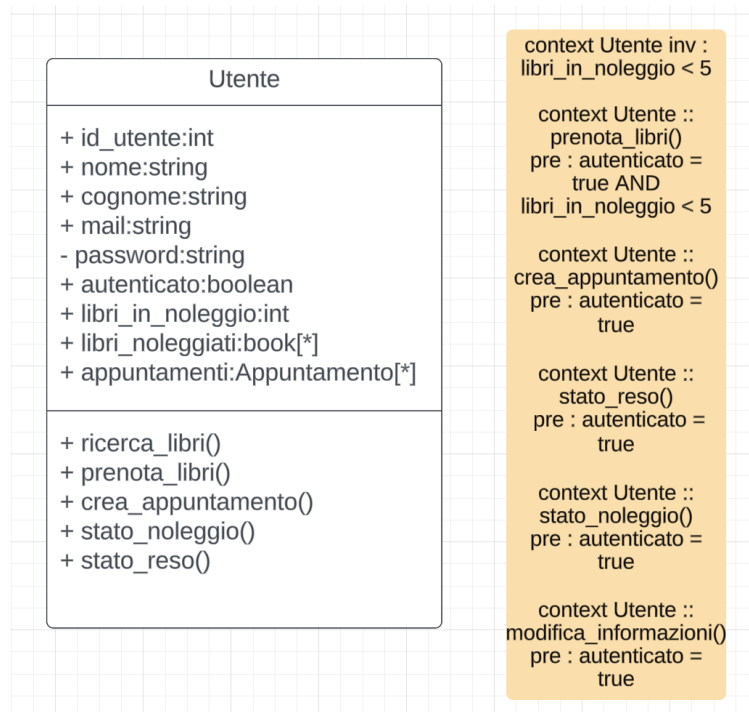 Utente
+ id_utente:int
+ nome:string
+ cognome:string
+ mail:string
- password:string
+ autenticato:boolean
+ libri_in_noleggio:int
+ libri_noleggiati:book[*]
+ appuntamenti:Appuntamento[*]
+ ricerca_libri()
+ prenota_libri()
+ crea_appuntamento()
+ stato_noleggio()
+ stato_reso()
context Utente inv :
libri_in_noleggio < 5
context Utente ::
prenota_libri()
pre : autenticato =
true AND
libri_in_noleggio < 5
context Utente ::
crea_appuntamento()
pre : autenticato =
true
context Utente ::
stato_reso()
pre : autenticato =
true
context Utente ::
stato_noleggio()
pre : autenticato =
true
context Utente ::
modifica_informazioni()
pre : autenticato =
true